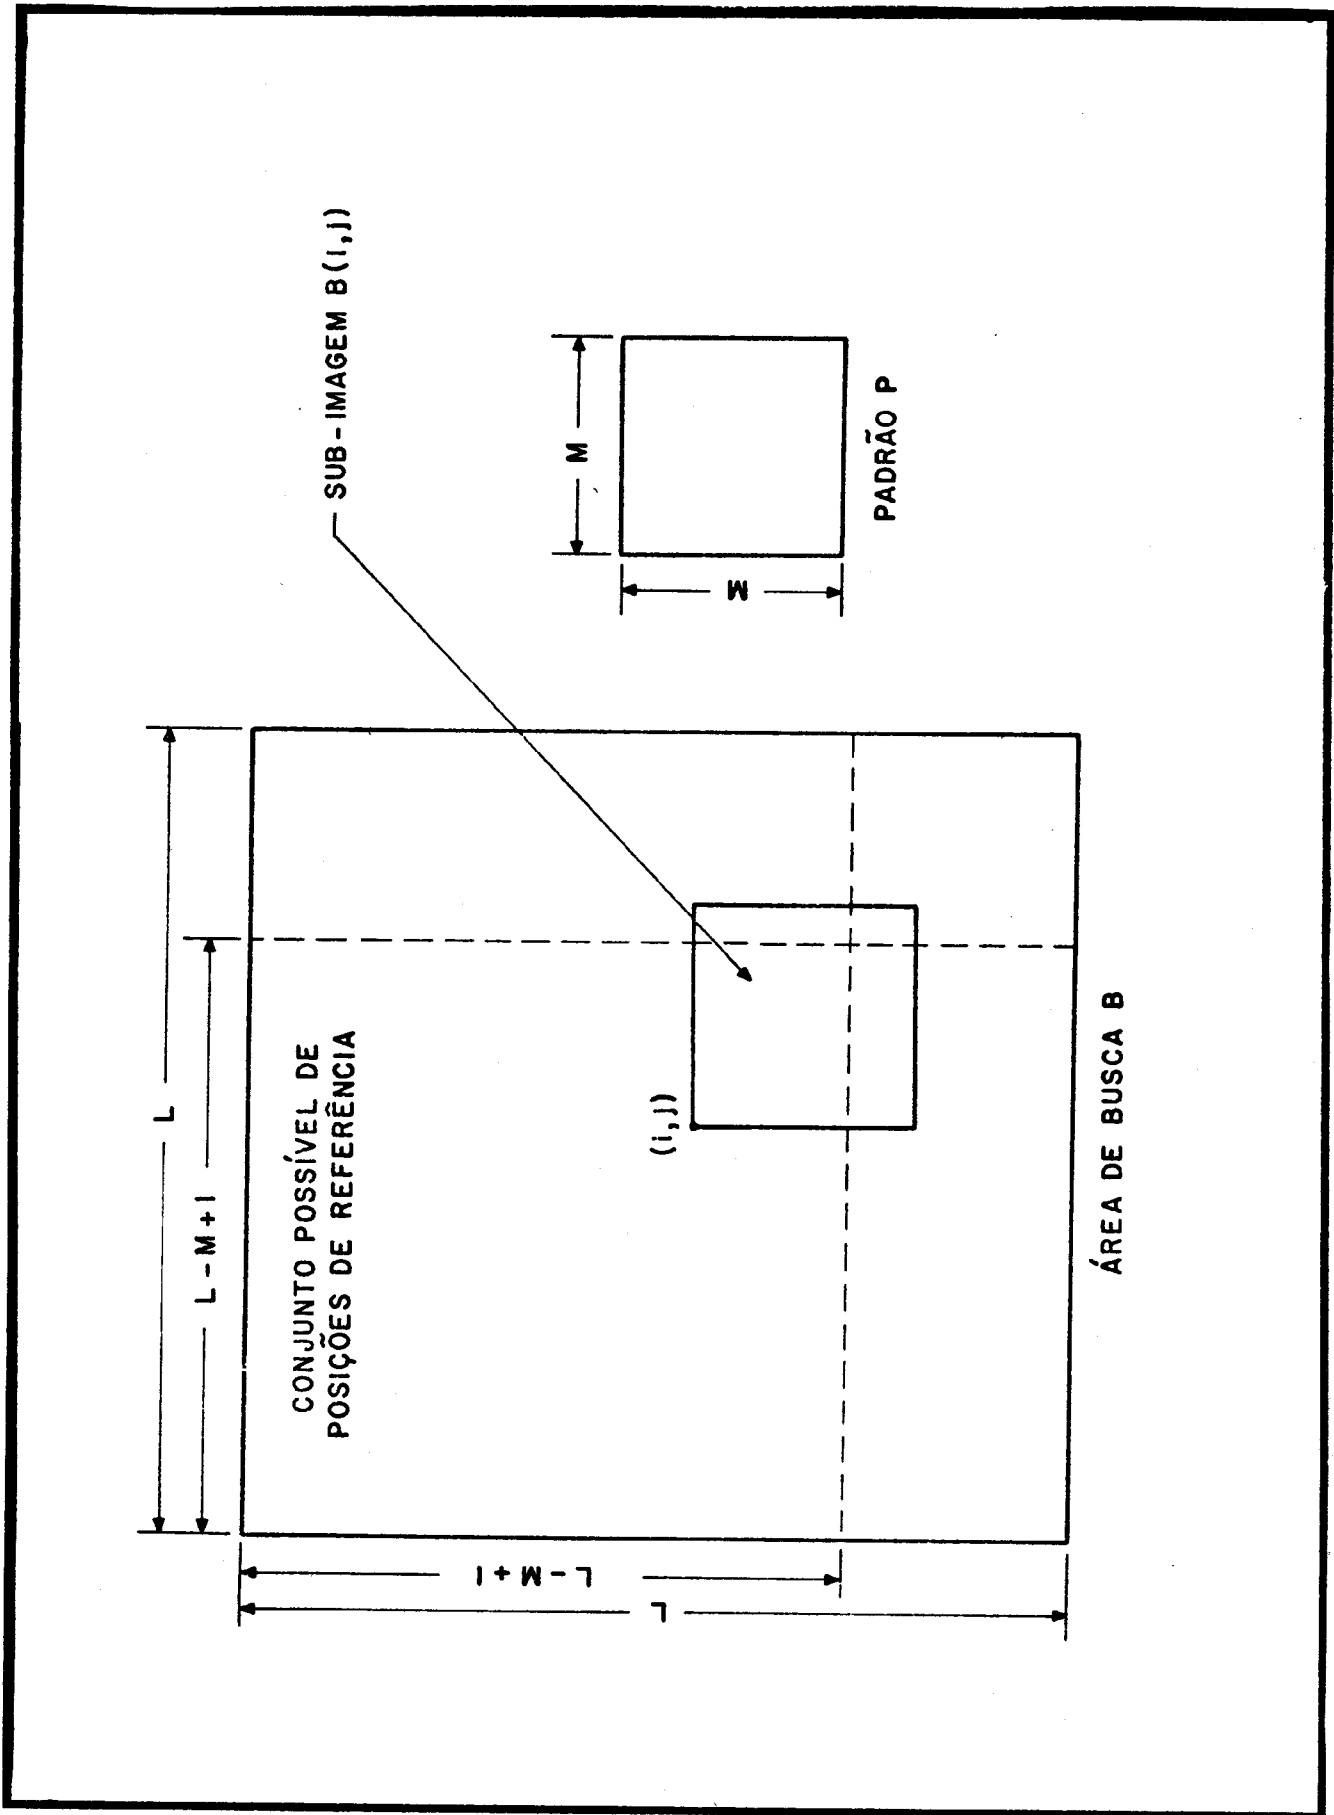 L
L - M + 1
CONJUNTO POSSÍVEL DE
POSIÇÕES DE REFERÊNCIA
L - M + 1
L
(i,j)
ÁREA DE BUSCA B
SUB-IMAGEM B(i,j)
M
M
PADRÃO P